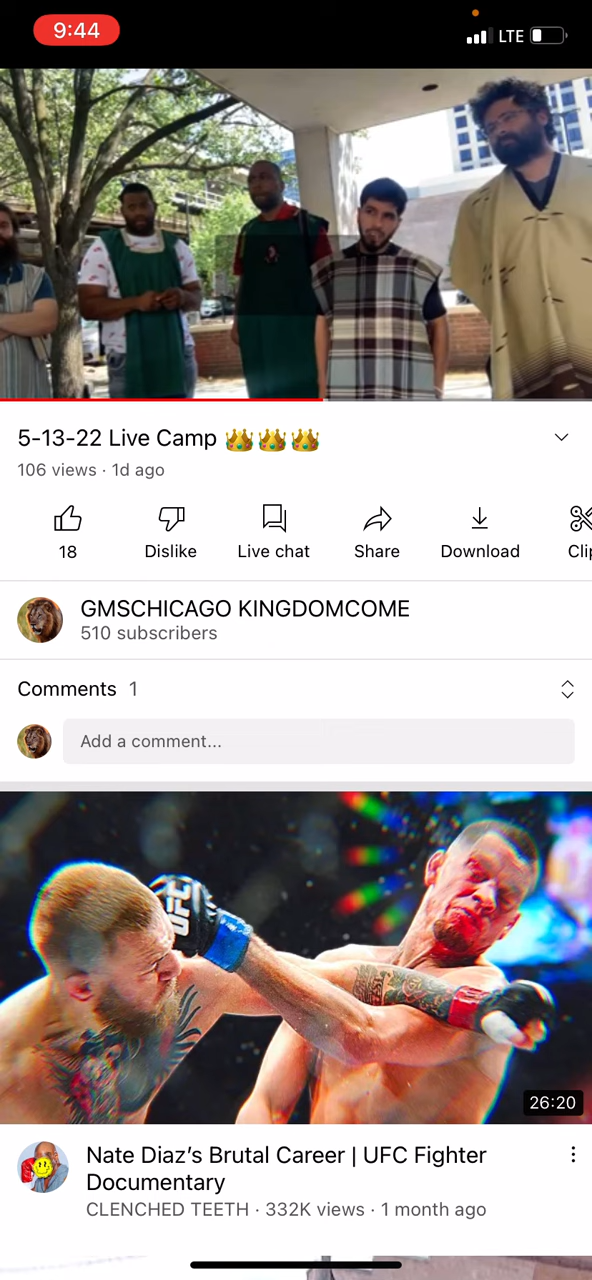 9:44
LTE
5-13-22 Live Camp 👑👑👑
106 views · 1d ago
18
Dislike
Live chat
Share
Download
Clip
GMSCHICAGO KINGDOMCOME
510 subscribers
Comments 1
Add a comment...
UFC
26:20
Nate Diaz’s Brutal Career | UFC Fighter
Documentary
CLENCHED TEETH · 332K views · 1 month ago